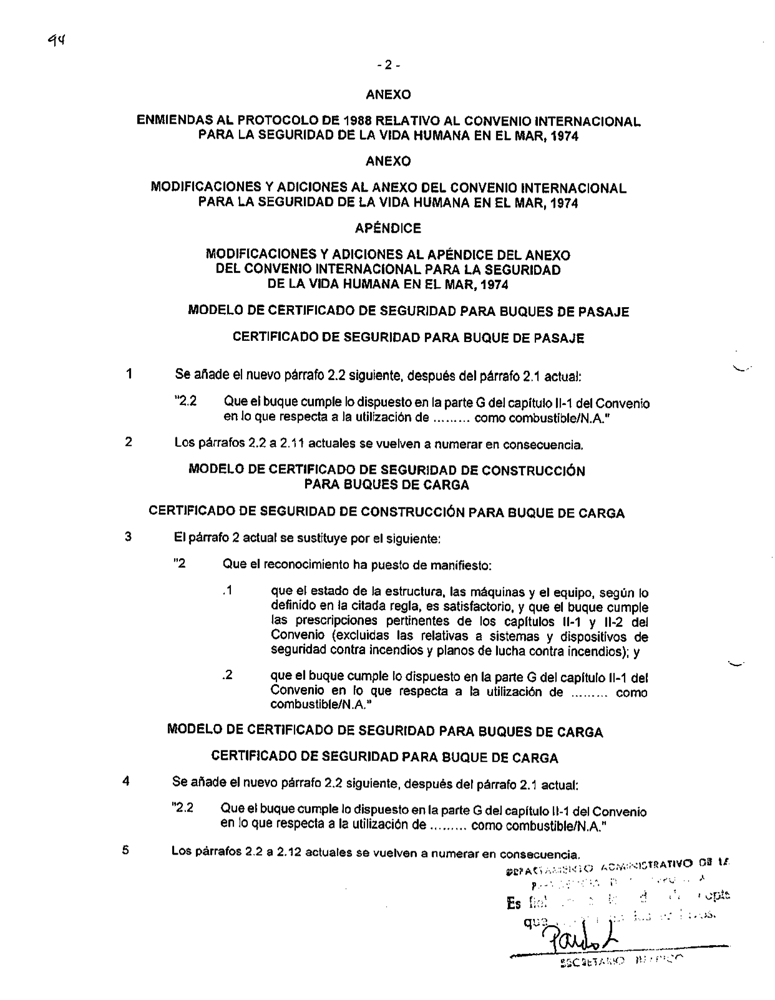 94
- 2 -
ANEXO
ENMIENDAS AL PROTOCOLO DE 1988 RELATIVO AL CONVENIO INTERNACIONAL
PARA LA SEGURIDAD DE LA VIDA HUMANA EN EL MAR, 1974
ANEXO
MODIFICACIONES Y ADICIONES AL ANEXO DEL CONVENIO INTERNACIONAL
PARA LA SEGURIDAD DE LA VIDA HUMANA EN EL MAR, 1974
APÉNDICE
MODIFICACIONES Y ADICIONES AL APÉNDICE DEL ANEXO
DEL CONVENIO INTERNACIONAL PARA LA SEGURIDAD
DE LA VIDA HUMANA EN EL MAR, 1974
MODELO DE CERTIFICADO DE SEGURIDAD PARA BUQUES DE PASAJE
CERTIFICADO DE SEGURIDAD PARA BUQUE DE PASAJE
1 Se añade el nuevo párrafo 2.2 siguiente, después del párrafo 2.1 actual:
"2.2 Que el buque cumple lo dispuesto en la parte G del capítulo II-1 del Convenio
en lo que respecta a la utilización de ......... como combustible/N.A."
2 Los párrafos 2.2 a 2.11 actuales se vuelven a numerar en consecuencia.
MODELO DE CERTIFICADO DE SEGURIDAD DE CONSTRUCCIÓN
PARA BUQUES DE CARGA
CERTIFICADO DE SEGURIDAD DE CONSTRUCCIÓN PARA BUQUE DE CARGA
3 El párrafo 2 actual se sustituye por el siguiente:
"2 Que el reconocimiento ha puesto de manifiesto:
.1 que el estado de la estructura, las máquinas y el equipo, según lo
definido en la citada regla, es satisfactorio, y que el buque cumple
las prescripciones pertinentes de los capítulos II-1 y II-2 del
Convenio (excluidas las relativas a sistemas y dispositivos de
seguridad contra incendios y planos de lucha contra incendios); y
.2 que el buque cumple lo dispuesto en la parte G del capítulo II-1 del
Convenio en lo que respecta a la utilización de ......... como
combustible/N.A."
MODELO DE CERTIFICADO DE SEGURIDAD PARA BUQUES DE CARGA
CERTIFICADO DE SEGURIDAD PARA BUQUE DE CARGA
4 Se añade el nuevo párrafo 2.2 siguiente, después del párrafo 2.1 actual:
"2.2 Que el buque cumple lo dispuesto en la parte G del capítulo II-1 del Convenio
en lo que respecta a la utilización de ......... como combustible/N.A."
5 Los párrafos 2.2 a 2.12 actuales se vuelven a numerar en consecuencia.
DEPARTAMENTO ADMINISTRATIVO DE LA
Es fiel
que
SECRETARIO JURIDICO